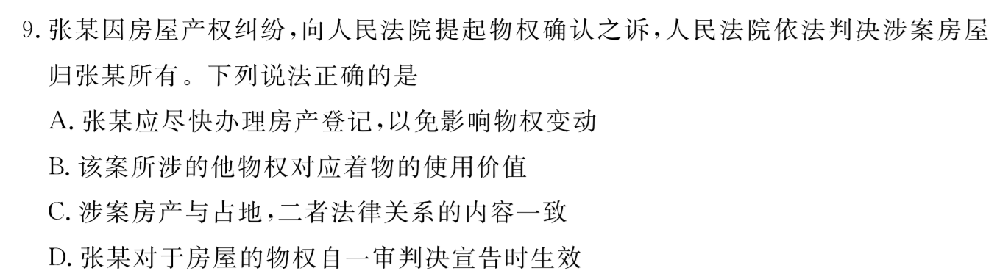 9. 张某因房屋产权纠纷,向人民法院提起物权确认之诉,人民法院依法判决涉案房屋
归张某所有。下列说法正确的是
A. 张某应尽快办理房产登记,以免影响物权变动
B. 该案所涉的他物权对应着物的使用价值
C. 涉案房产与占地,二者法律关系的内容一致
D. 张某对于房屋的物权自一审判决宣告时生效